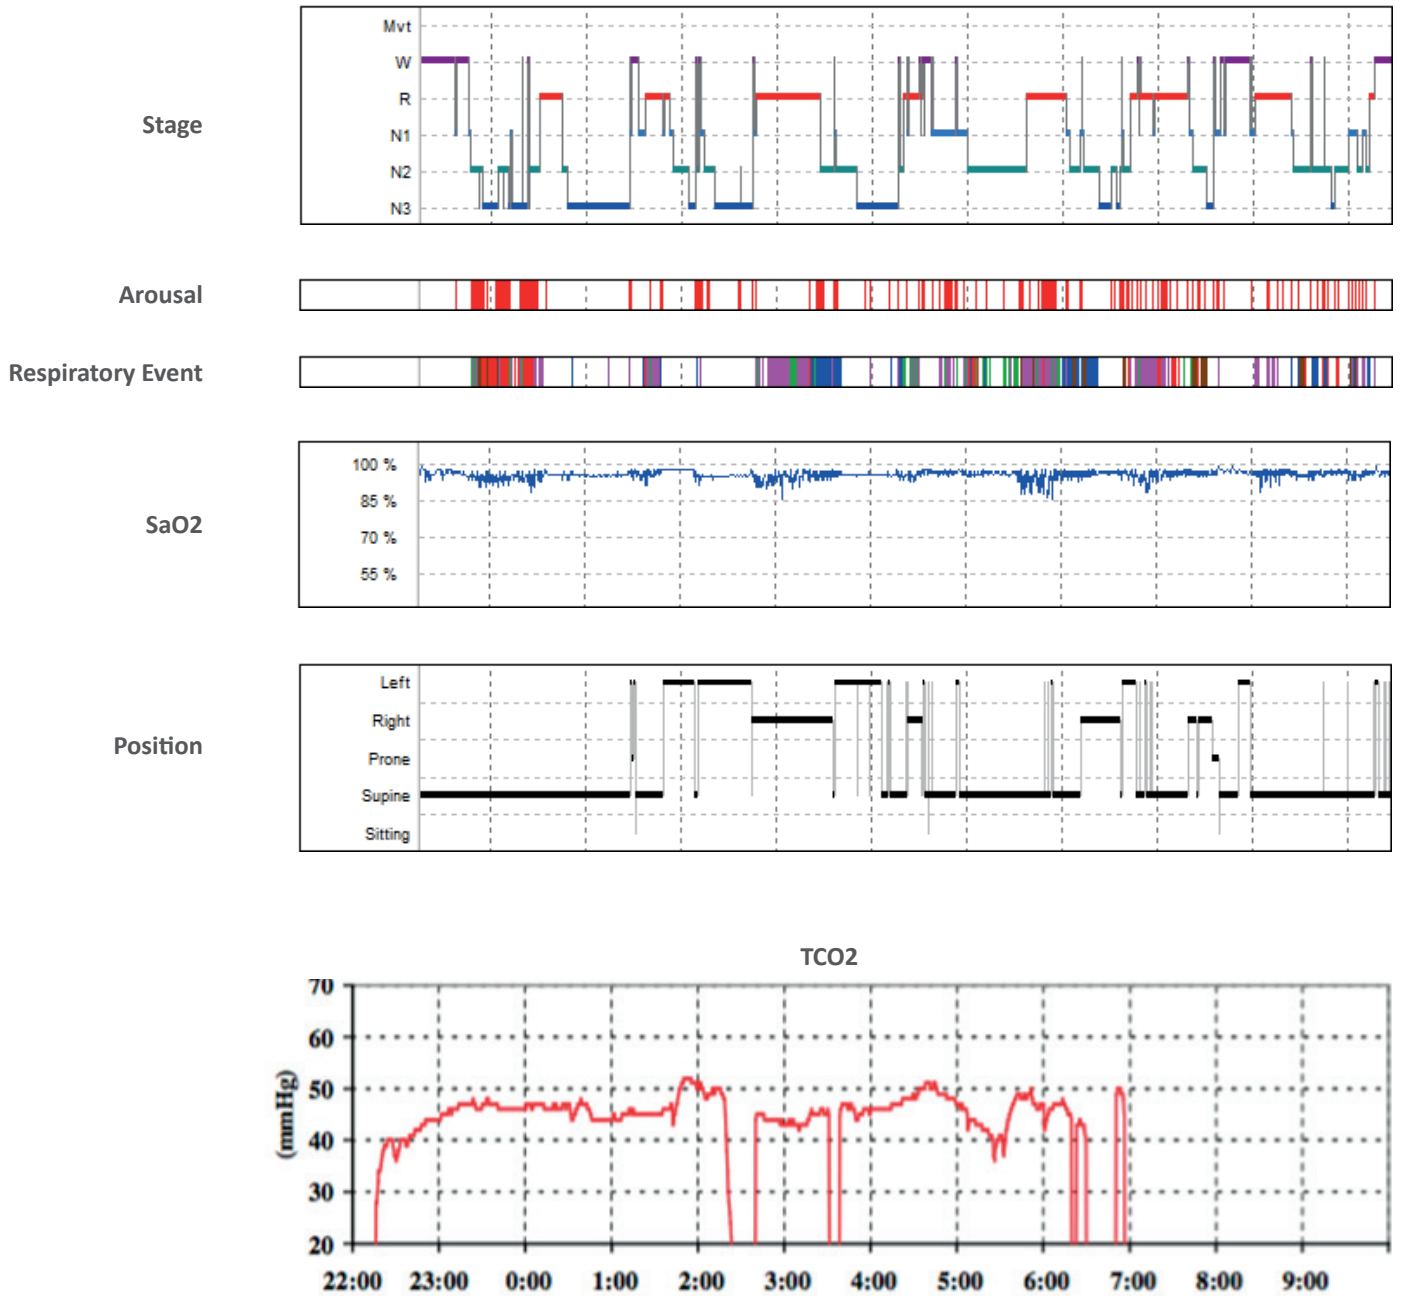 Stage
Mvt
W
R
N1
N2
N3
Arousal
Respiratory Event
SaO2
100 %
85 %
70 %
55 %
Position
Left
Right
Prone
Supine
Sitting
TCO2
(mmHg)
70
60
50
40
30
20
22:00 23:00 0:00 1:00 2:00 3:00 4:00 5:00 6:00 7:00 8:00 9:00